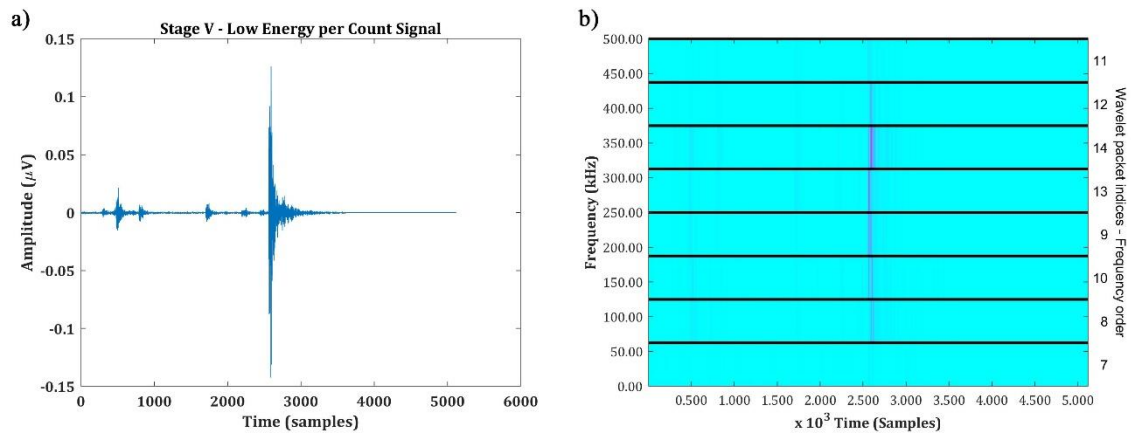 a)
Stage V - Low Energy per Count Signal
0.15
0.1
0.05
0
-0.05
-0.1
-0.15
Amplitude (μV)
0 1000 2000 3000 4000 5000 6000
Time (samples)
b)
500.00
450.00
400.00
350.00
300.00
250.00
200.00
150.00
100.00
50.00
0.00
Frequency (kHz)
0.500 1.000 1.500 2.000 2.500 3.000 3.500 4.000 4.500 5.000
x 10³ Time (Samples)
11
12
14
13
9
10
8
7
Wavelet packet indices - Frequency order